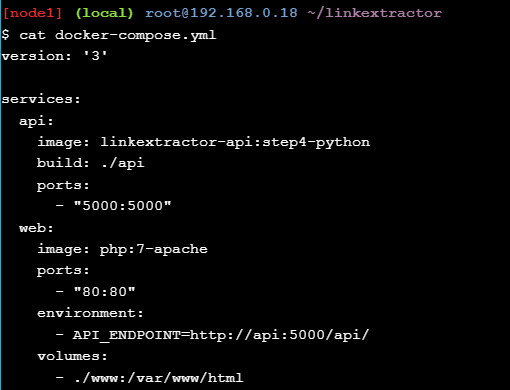 [node1] (local) root@192.168.0.18 ~/linkextractor
$ cat docker-compose.yml
version: '3'

services:
  api:
    image: linkextractor-api:step4-python
    build: ./api
    ports:
      - "5000:5000"
  web:
    image: php:7-apache
    ports:
      - "80:80"
    environment:
      - API_ENDPOINT=http://api:5000/api/
    volumes:
      - ./www:/var/www/html